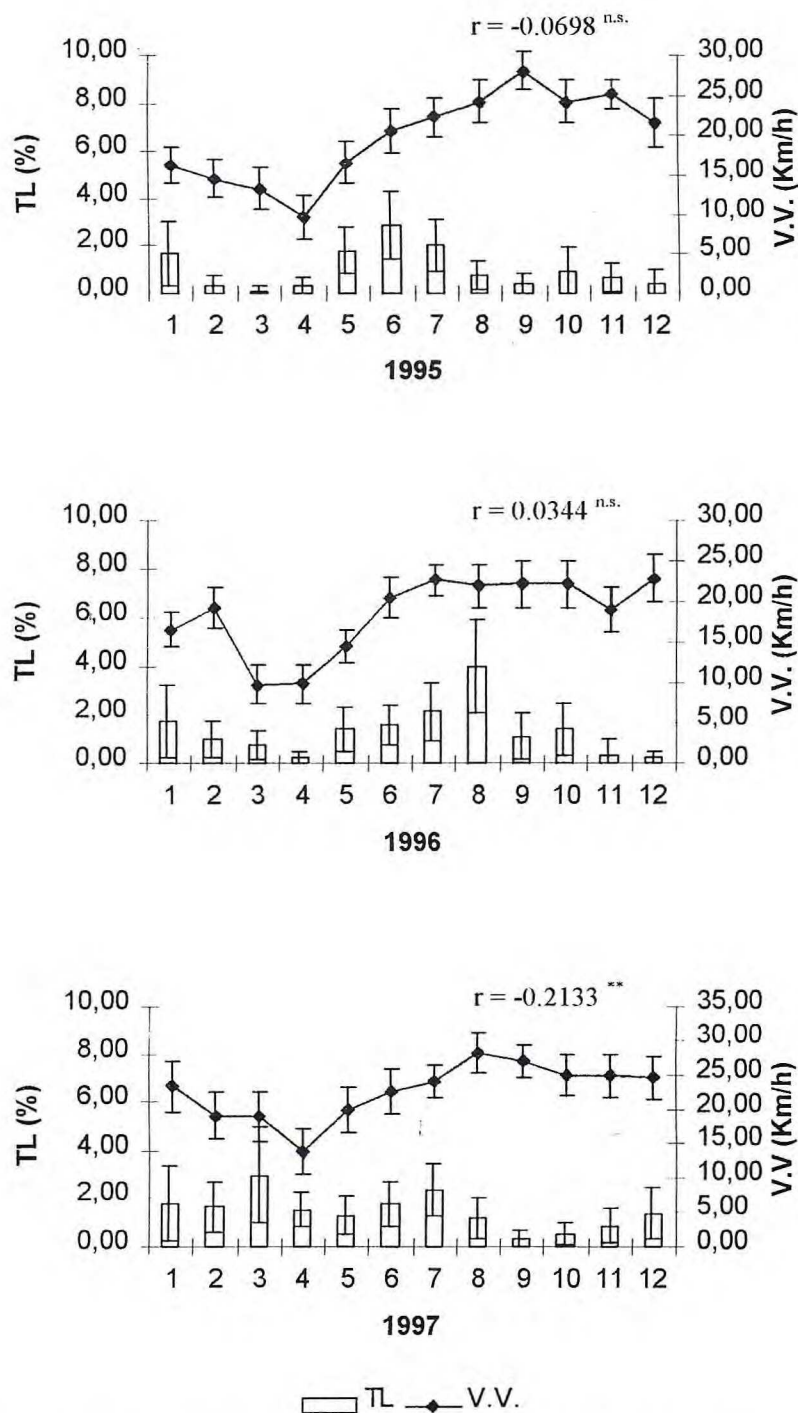 r = -0.0698 n.s.
10,00 30,00
8,00 25,00
6,00 20,00
4,00 15,00
2,00 10,00
0,00 5,00
0,00
TL (%)
V.V. (Km/h)
1 2 3 4 5 6 7 8 9 10 11 12
1995
r = 0.0344 n.s.
10,00 30,00
8,00 25,00
6,00 20,00
4,00 15,00
2,00 10,00
0,00 5,00
0,00
TL (%)
V.V. (Km/h)
1 2 3 4 5 6 7 8 9 10 11 12
1996
r = -0.2133 **
10,00 35,00
8,00 30,00
6,00 25,00
4,00 20,00
2,00 15,00
0,00 10,00
5,00
0,00
TL (%)
V.V (Km/h)
1 2 3 4 5 6 7 8 9 10 11 12
1997
TL V.V.